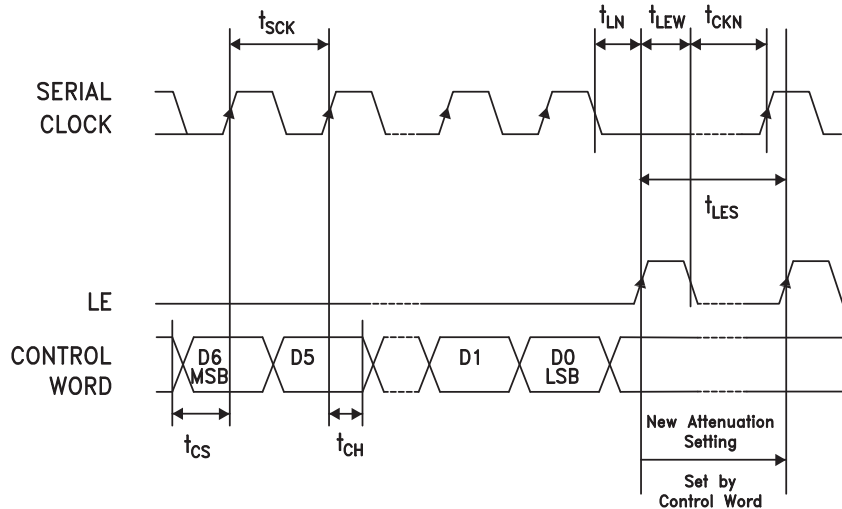 tSCK
tLN
tLEW
tCKN
SERIAL
CLOCK
tLES
LE
CONTROL
WORD
D6
MSB
D5
D1
D0
LSB
tCS
tCH
New Attenuation
Setting
Set by
Control Word